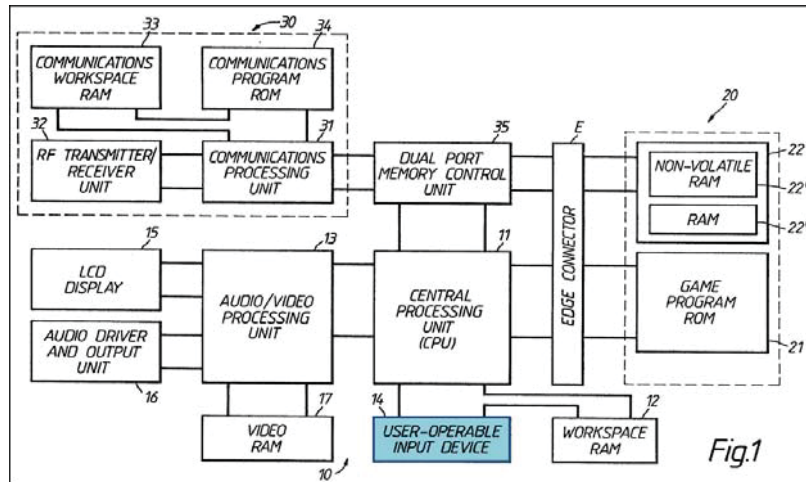 33
30
34
COMMUNICATIONS
WORKSPACE
RAM
COMMUNICATIONS
PROGRAM
ROM
32
31
35
E
20
RF TRANSMITTER/
RECEIVER
UNIT
COMMUNICATIONS
PROCESSING
UNIT
DUAL PORT
MEMORY CONTROL
UNIT
22
NON-VOLATILE
RAM
22'
RAM
22"
15
13
11
LCD
DISPLAY
AUDIO/VIDEO
PROCESSING
UNIT
CENTRAL
PROCESSING
UNIT
(CPU)
EDGE CONNECTOR
GAME
PROGRAM
ROM
21
AUDIO DRIVER
AND OUTPUT
UNIT
16
17
14
12
VIDEO
RAM
USER-OPERABLE
INPUT DEVICE
WORKSPACE
RAM
10
Fig.1